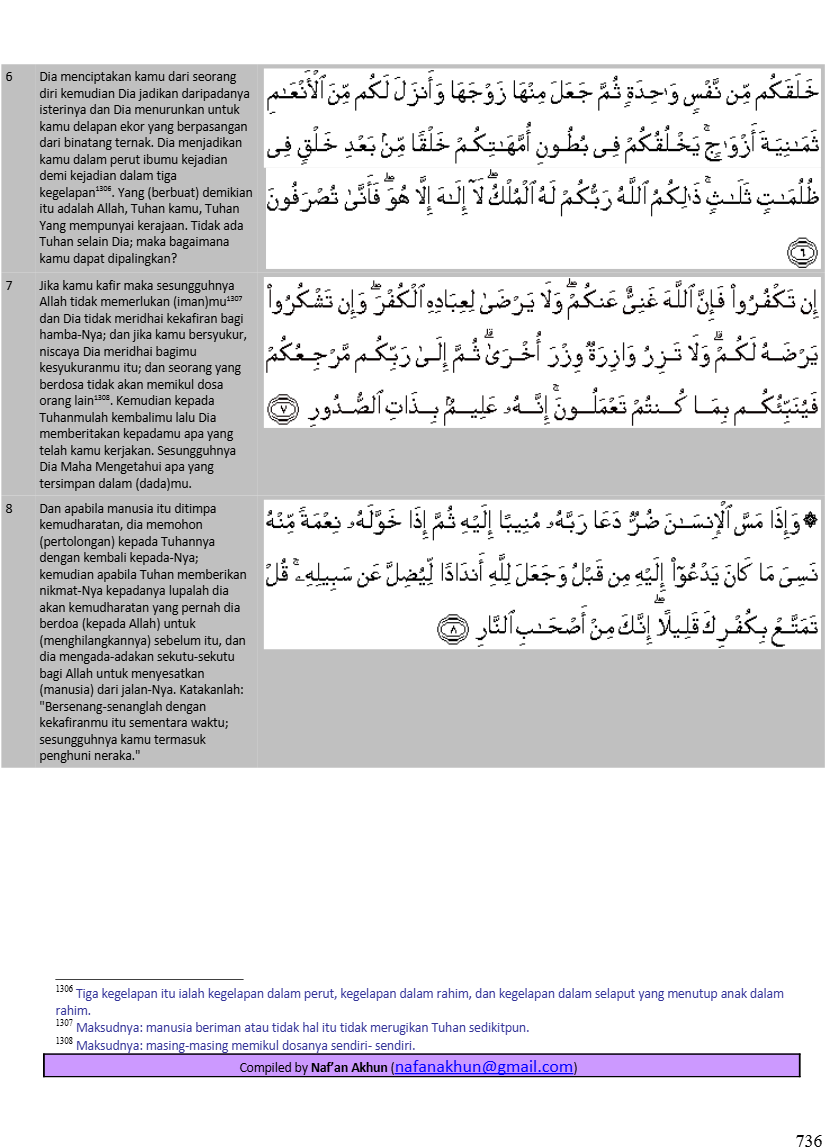 6
Dia menciptakan kamu dari seorang
diri kemudian Dia jadikan daripadanya
isterinya dan Dia menurunkan untuk
kamu delapan ekor yang berpasangan
dari binatang ternak. Dia menjadikan
kamu dalam perut ibumu kejadian
demi kejadian dalam tiga
kegelapan¹³⁰⁶. Yang (berbuat) demikian
itu adalah Allah, Tuhan kamu, Tuhan
Yang mempunyai kerajaan. Tidak ada
Tuhan selain Dia; maka bagaimana
kamu dapat dipalingkan?
خَلَقَكُم مِّن نَّفْسٍ وَٰحِدَةٍ ثُمَّ جَعَلَ مِنْهَا زَوْجَهَا وَأَنزَلَ لَكُم مِّنَ ٱلْأَنْعَـٰمِ
ثَمَـٰنِيَةَ أَزْوَٰجٍ ۚ يَخْلُقُكُمْ فِى بُطُونِ أُمَّهَـٰتِكُمْ خَلْقًا مِّنۢ بَعْدِ خَلْقٍ فِى
ظُلُمَـٰتٍ ثَلَـٰثٍ ۚ ذَٰلِكُمُ ٱللَّهُ رَبُّكُمْ لَهُ ٱلْمُلْكُ ۖ لَآ إِلَـٰهَ إِلَّا هُوَ ۖ فَأَنَّىٰ تُصْرَفُونَ
٦
7
Jika kamu kafir maka sesungguhnya
Allah tidak memerlukan (iman)mu¹³⁰⁷
dan Dia tidak meridhai kekafiran bagi
hamba-Nya; dan jika kamu bersyukur,
niscaya Dia meridhai bagimu
kesyukuranmu itu; dan seorang yang
berdosa tidak akan memikul dosa
orang lain¹³⁰⁸. Kemudian kepada
Tuhanmulah kembalimu lalu Dia
memberitakan kepadamu apa yang
telah kamu kerjakan. Sesungguhnya
Dia Maha Mengetahui apa yang
tersimpan dalam (dada)mu.
إِن تَكْفُرُوا۟ فَإِنَّ ٱللَّهَ غَنِىٌّ عَنكُمْ ۖ وَلَا يَرْضَىٰ لِعِبَادِهِ ٱلْكُفْرَ ۖ وَإِن تَشْكُرُوا۟
يَرْضَهُ لَكُمْ ۗ وَلَا تَزِرُ وَازِرَةٌ وِزْرَ أُخْرَىٰ ۗ ثُمَّ إِلَىٰ رَبِّكُم مَّرْجِعُكُمْ
فَيُنَبِّئُكُم بِمَا كُنتُمْ تَعْمَلُونَ ۚ إِنَّهُۥ عَلِيمٌۢ بِذَاتِ ٱلصُّدُورِ ٧
8
Dan apabila manusia itu ditimpa
kemudharatan, dia memohon
(pertolongan) kepada Tuhannya
dengan kembali kepada-Nya;
kemudian apabila Tuhan memberikan
nikmat-Nya kepadanya lupalah dia
akan kemudharatan yang pernah dia
berdoa (kepada Allah) untuk
(menghilangkannya) sebelum itu, dan
dia mengada-adakan sekutu-sekutu
bagi Allah untuk menyesatkan
(manusia) dari jalan-Nya. Katakanlah:
"Bersenang-senanglah dengan
kekafiranmu itu sementara waktu;
sesungguhnya kamu termasuk
penghuni neraka."
۞ وَإِذَا مَسَّ ٱلْإِنسَـٰنَ ضُرٌّ دَعَا رَبَّهُۥ مُنِيبًا إِلَيْهِ ثُمَّ إِذَا خَوَّلَهُۥ نِعْمَةً مِّنْهُ
نَسِىَ مَا كَانَ يَدْعُوٓا۟ إِلَيْهِ مِن قَبْلُ وَجَعَلَ لِلَّهِ أَندَادًا لِّيُضِلَّ عَن سَبِيلِهِۦ ۚ قُلْ
تَمَتَّعْ بِكُفْرِكَ قَلِيلًا ۖ إِنَّكَ مِنْ أَصْحَـٰبِ ٱلنَّارِ ٨
¹³⁰⁶ Tiga kegelapan itu ialah kegelapan dalam perut, kegelapan dalam rahim, dan kegelapan dalam selaput yang menutup anak dalam
rahim.
¹³⁰⁷ Maksudnya: manusia beriman atau tidak hal itu tidak merugikan Tuhan sedikitpun.
¹³⁰⁸ Maksudnya: masing-masing memikul dosanya sendiri- sendiri.
Compiled by Naf’an Akhun (nafanakhun@gmail.com)
736